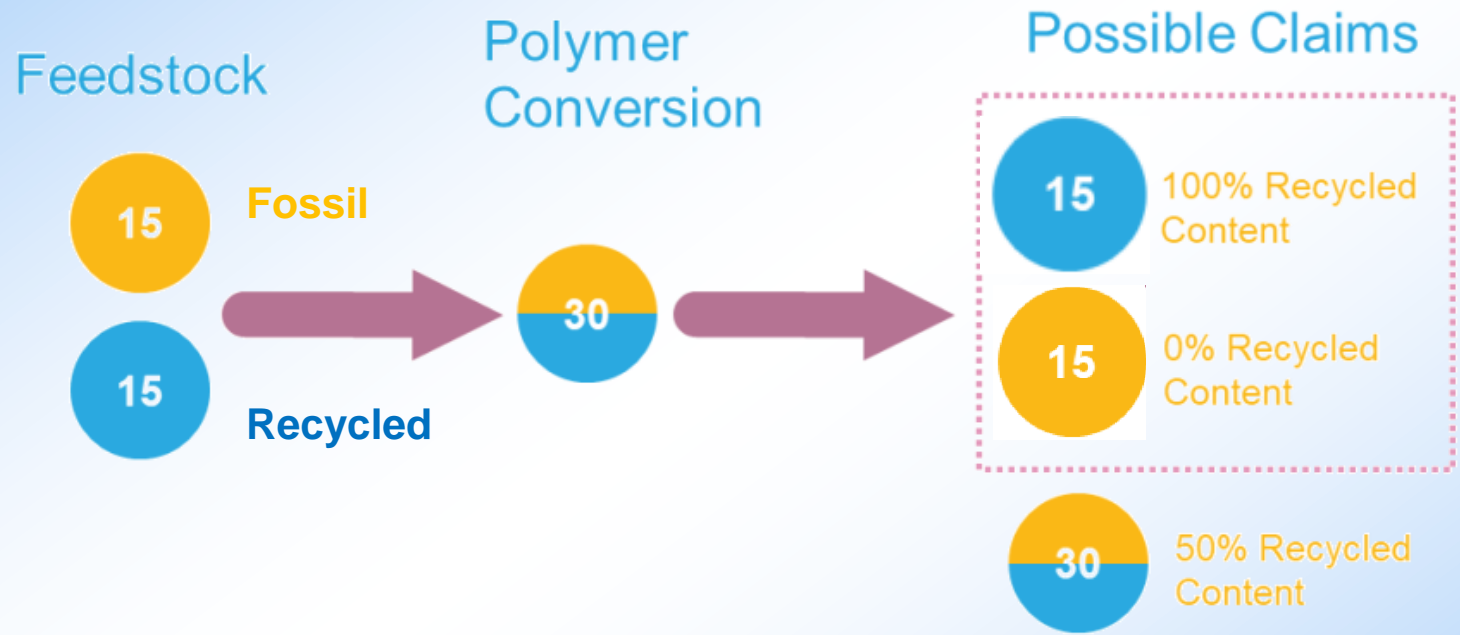 Feedstock
Polymer
Conversion
Possible Claims
15
Fossil
15
Recycled
30
15
100% Recycled
Content
15
0% Recycled
Content
30
50% Recycled
Content